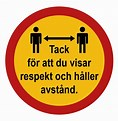 Tack
för att du visar
respekt och håller
avstånd.